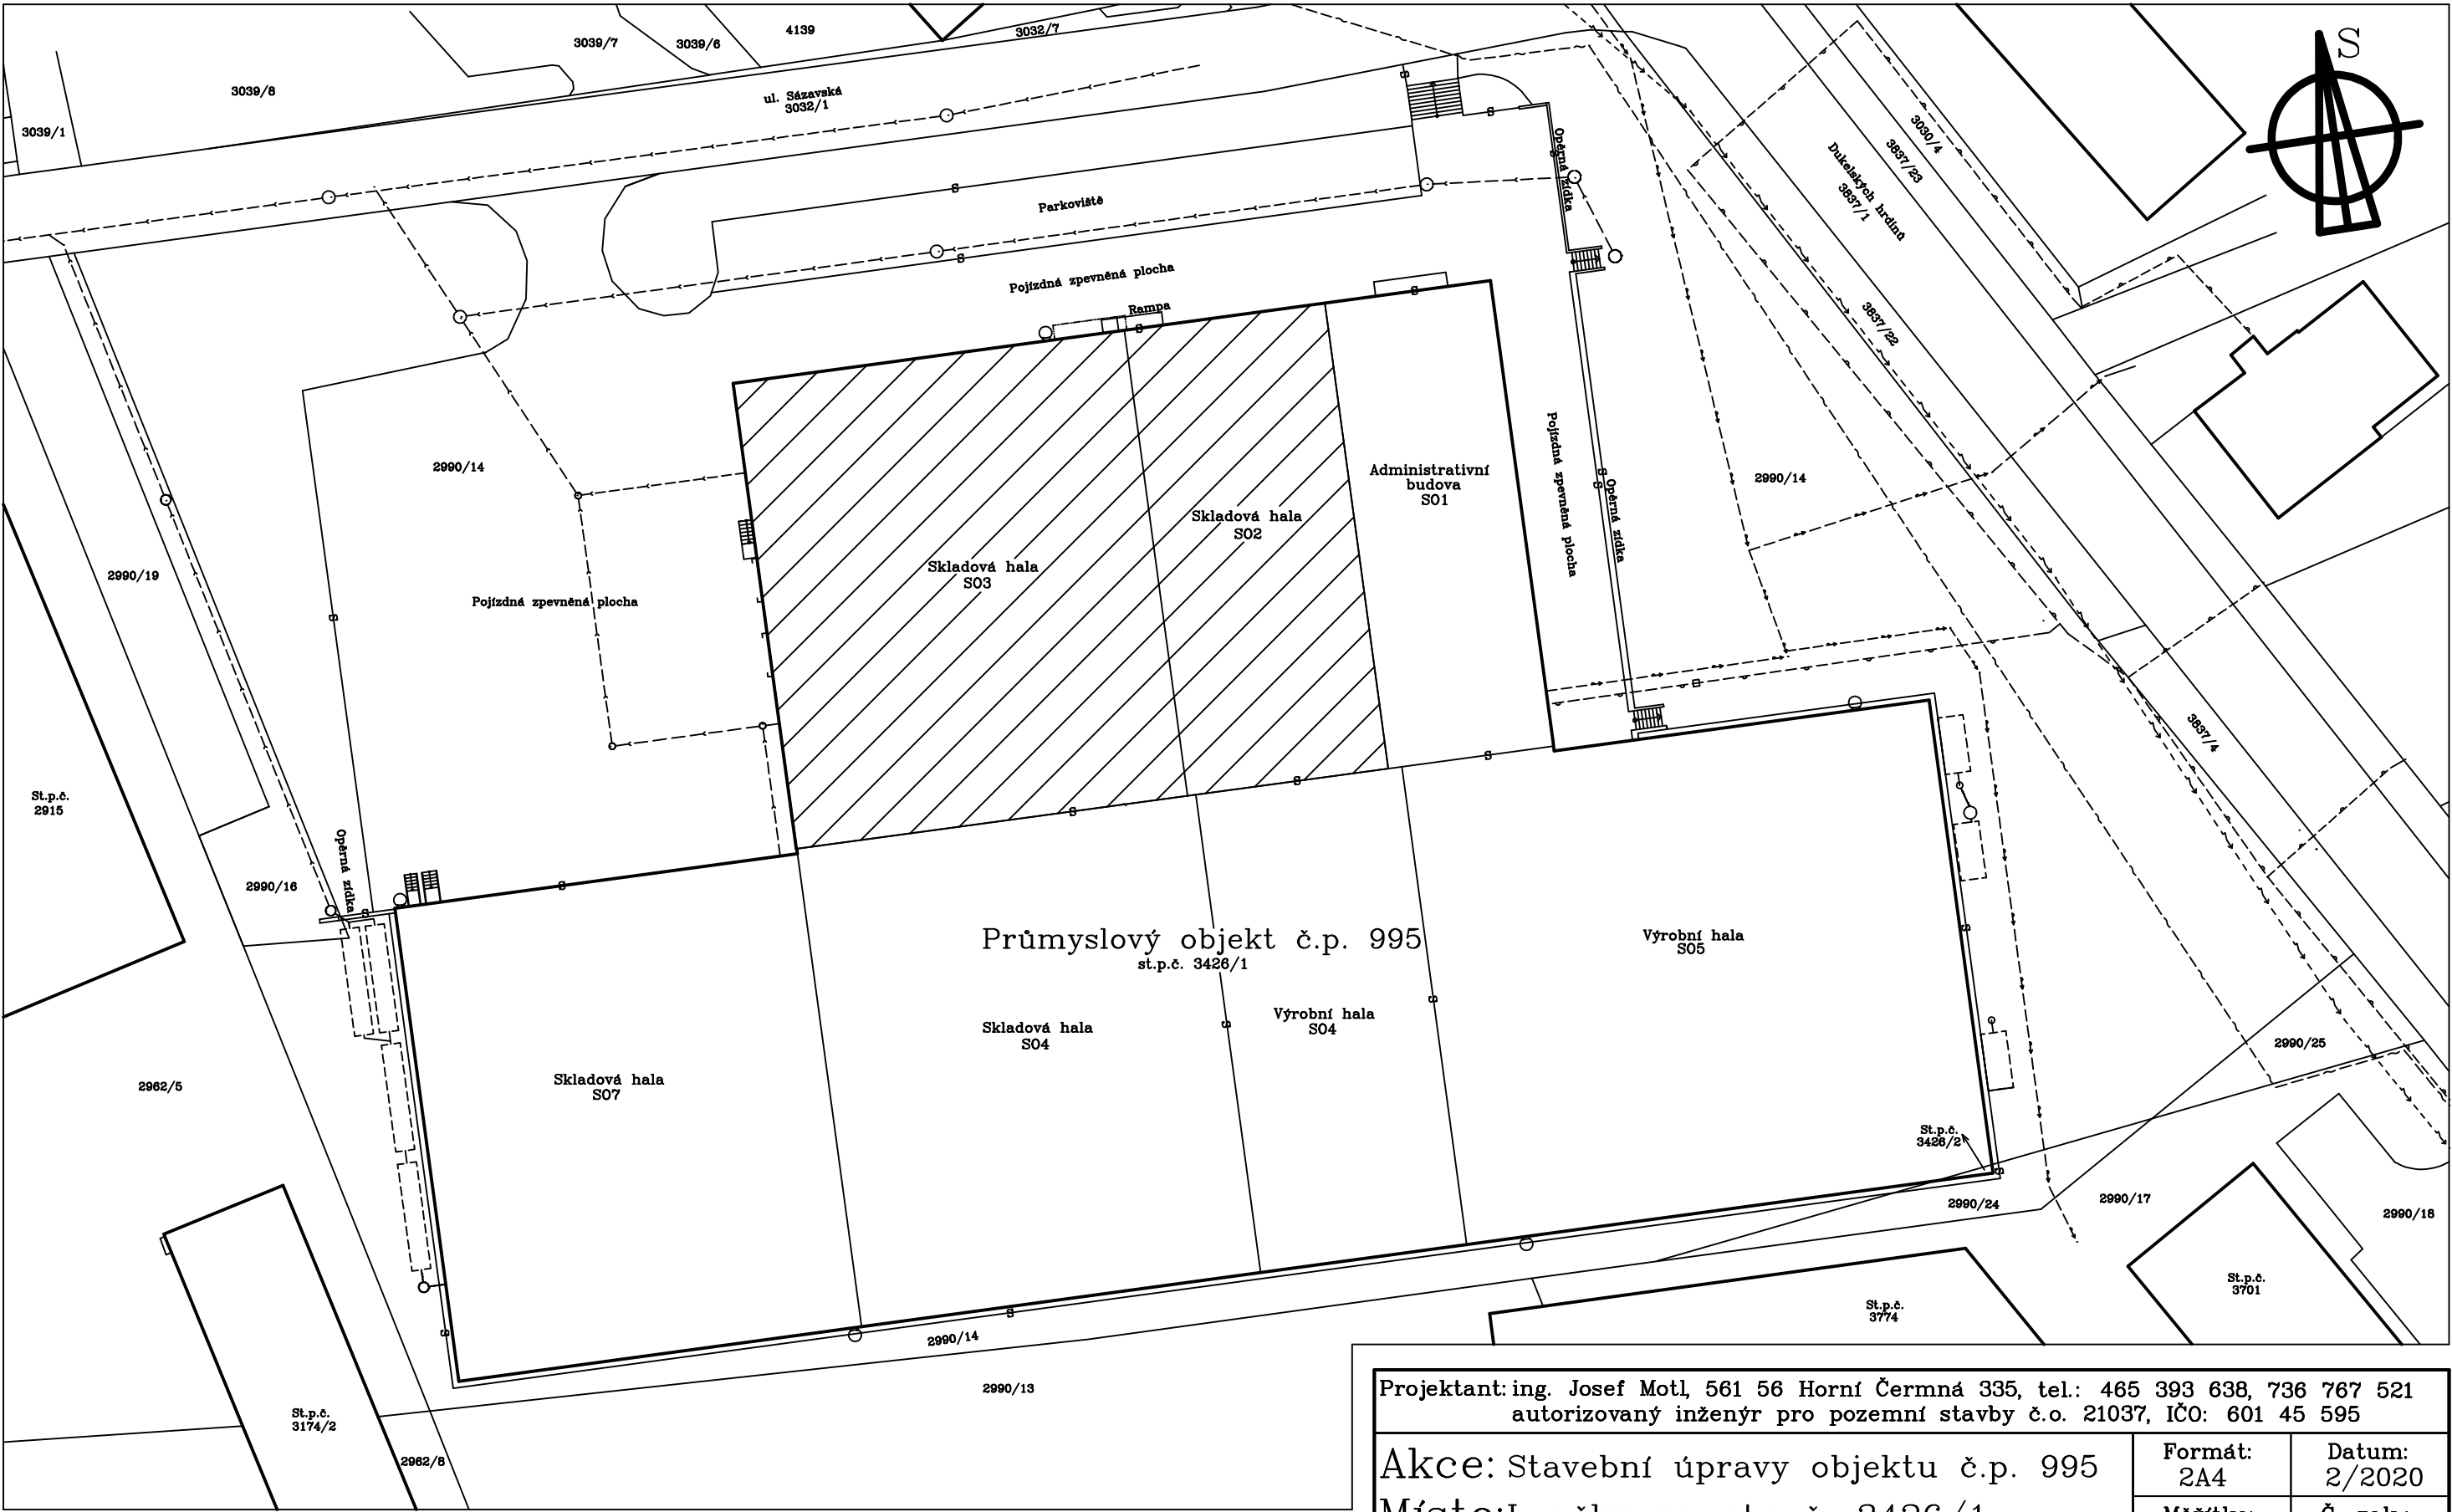 3039/7
3039/6
4139
3032/7
S
3039/8
ul. Sázavská
3032/1
3039/1
Opěrná zídka
Dukelských hrdinů
3837/1
3837/23
3030/4
Parkoviště
Pojízdná zpevněná plocha
Rampa
3837/22
2990/14
Administrativní
budova
S01
Pojízdná zpevněná plocha
Opěrná zídka
2990/14
Skladová hala
S02
Skladová hala
S03
2990/19
Pojízdná zpevněná plocha
3837/4
St.p.č.
2915
Opěrná zídka
2990/16
Průmyslový objekt č.p. 995
st.p.č. 3426/1
Výrobní hala
S05
Skladová hala
S04
Výrobní hala
S04
2990/25
2962/5
Skladová hala
S07
St.p.č.
3426/2
2990/24
2990/17
2990/18
St.p.č.
3701
St.p.č.
3774
2990/14
2990/13
St.p.č.
3174/2
2962/8
Projektant: ing. Josef Motl, 561 56 Horní Čermná 335, tel.: 465 393 638, 736 767 521
autorizovaný inženýr pro pozemní stavby č.o. 21037, IČO: 601 45 595
Akce: Stavební úpravy objektu č.p. 995
Formát:
2A4
Datum:
2/2020